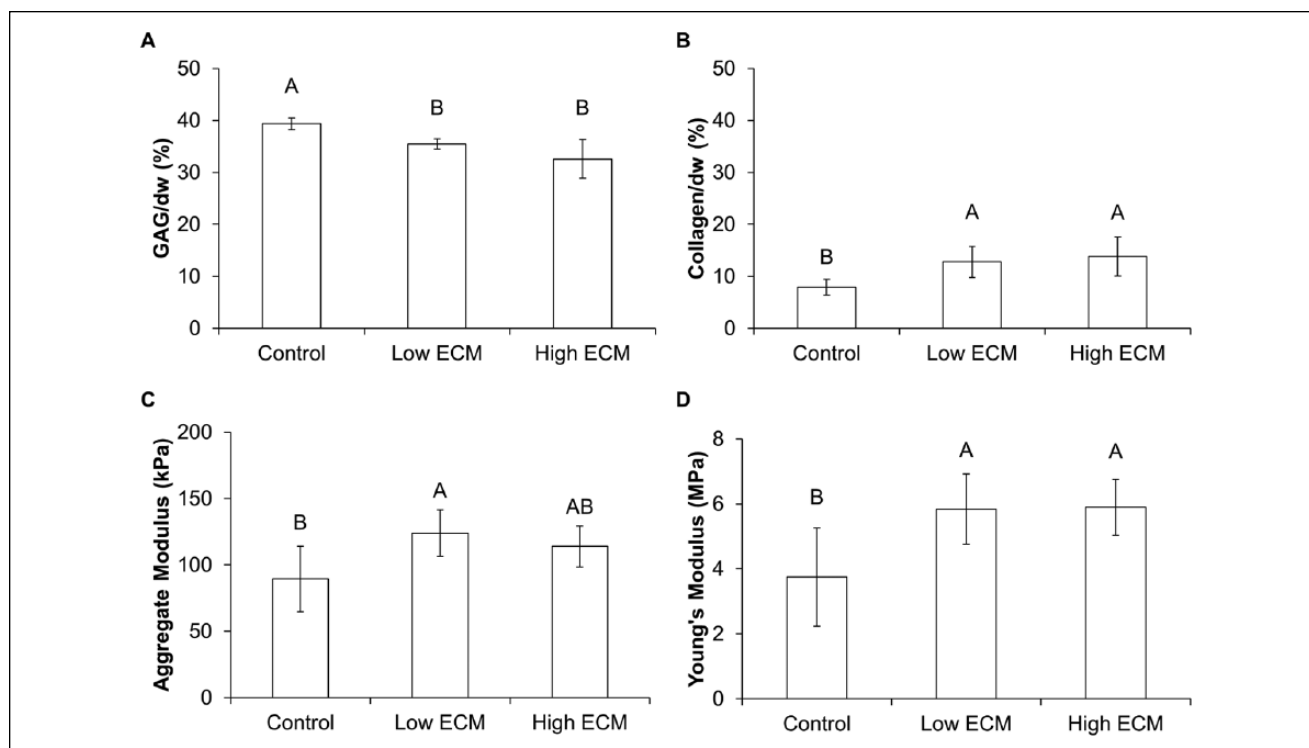 A
GAG/dw (%)
50
40
30
20
10
0
A
B
B
Control
Low ECM
High ECM
B
Collagen/dw (%)
50
40
30
20
10
0
B
A
A
Control
Low ECM
High ECM
C
Aggregate Modulus (kPa)
200
150
100
50
0
B
A
AB
Control
Low ECM
High ECM
D
Young's Modulus (MPa)
8
6
4
2
0
B
A
A
Control
Low ECM
High ECM